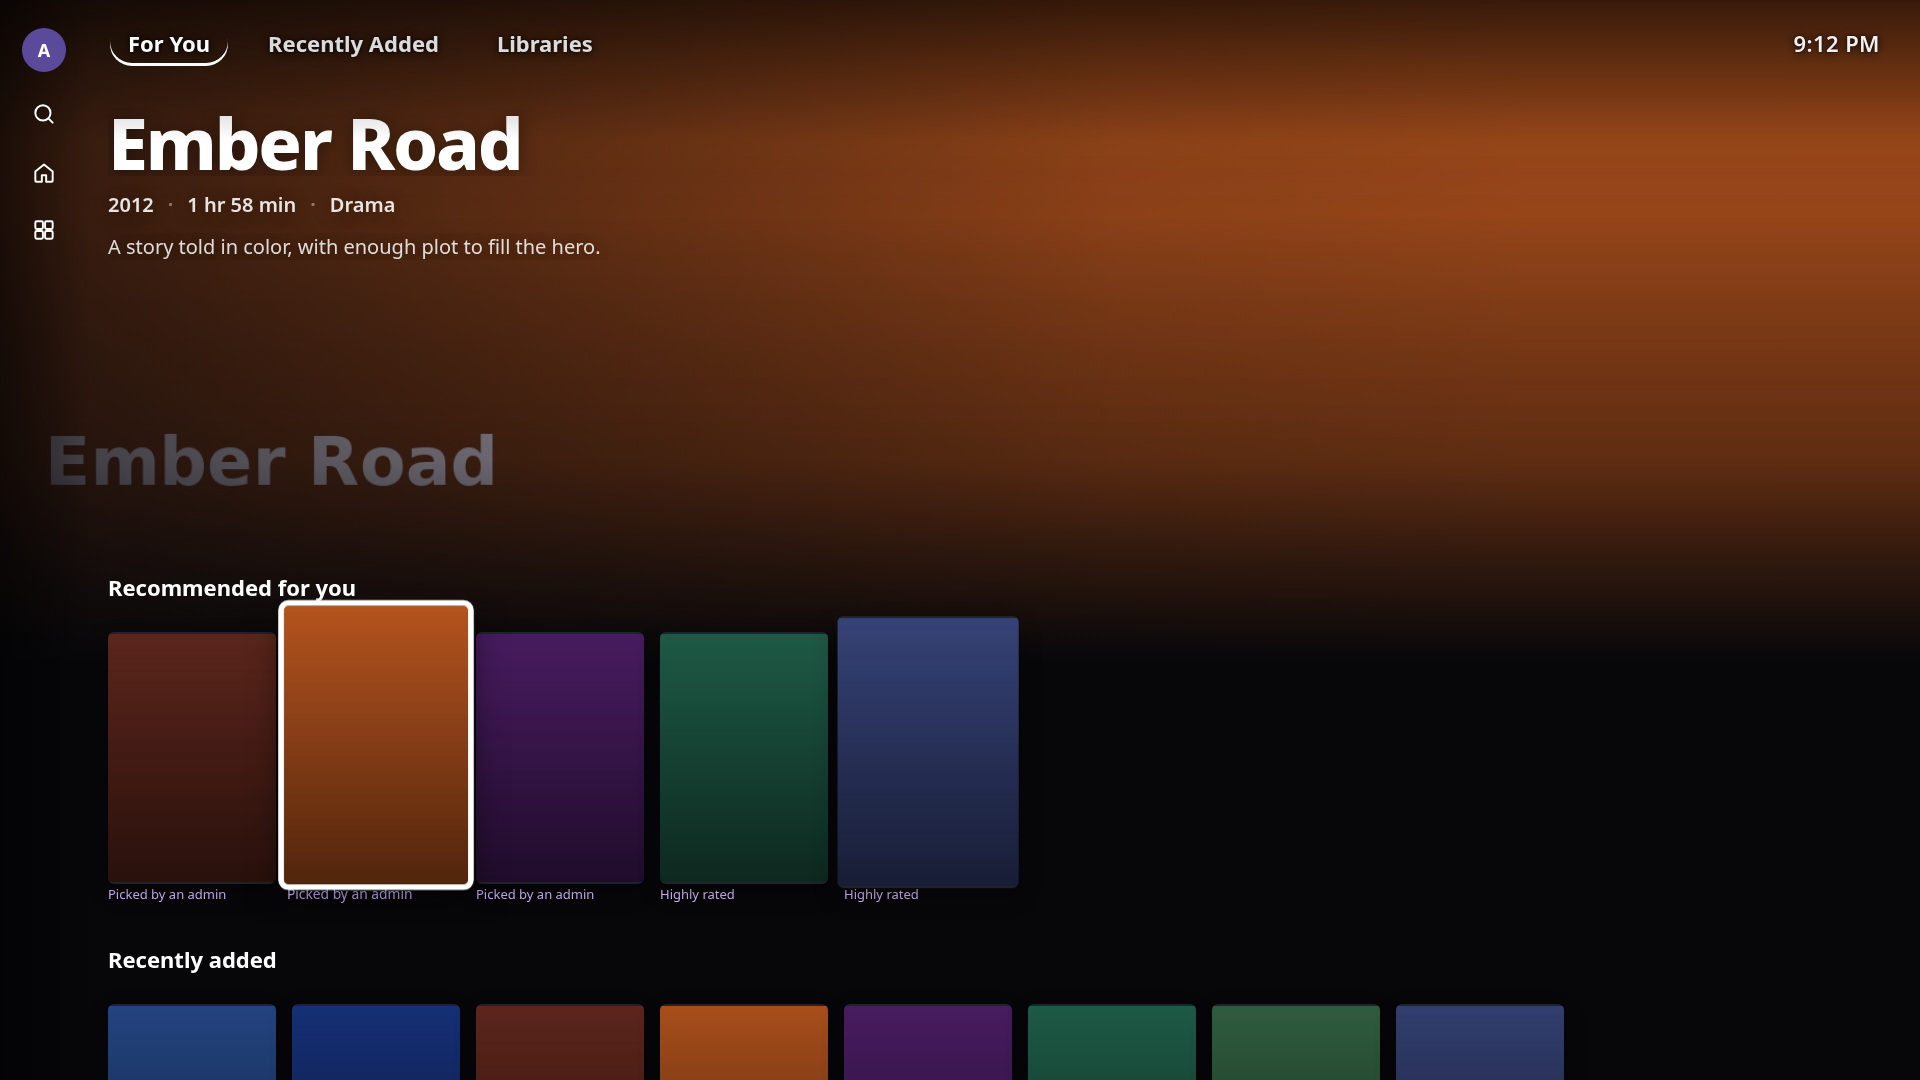 A
For You
Recently Added
Libraries
9:12 PM
Ember Road
2012 · 1 hr 58 min · Drama
A story told in color, with enough plot to fill the hero.
Ember Road
Recommended for you
Picked by an admin
Picked by an admin
Picked by an admin
Highly rated
Highly rated
Recently added